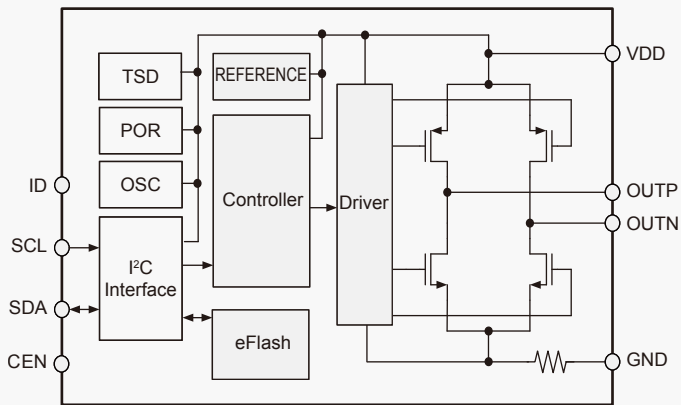 VDD
TSD
REFERENCE
POR
ID
OSC
Controller
Driver
OUTP
OUTN
SCL
I²C
Interface
SDA
eFlash
CEN
GND